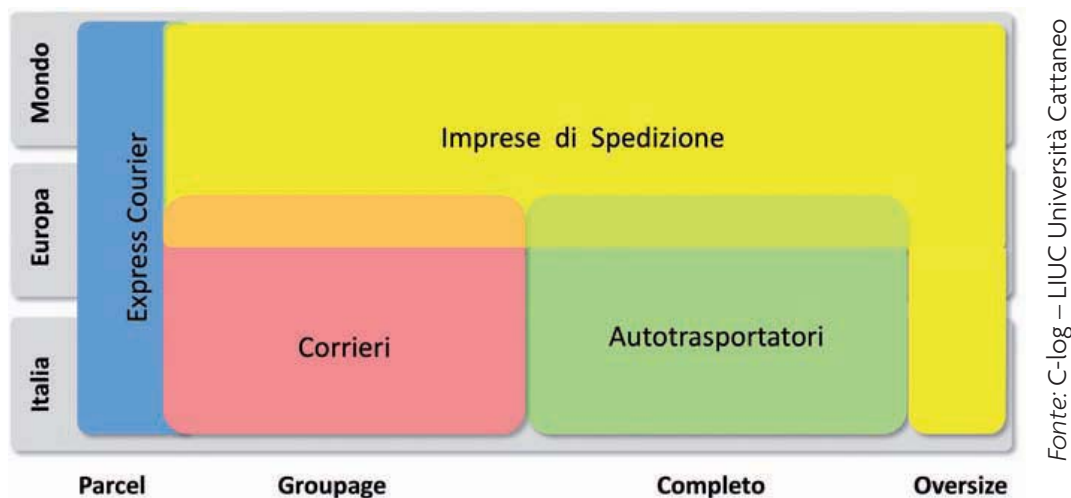 Mondo
Europa
Italia
Express Courier
Imprese di Spedizione
Corrieri
Autotrasportatori
Parcel
Groupage
Completo
Oversize
Fonte: C-log – LIUC Università Cattaneo